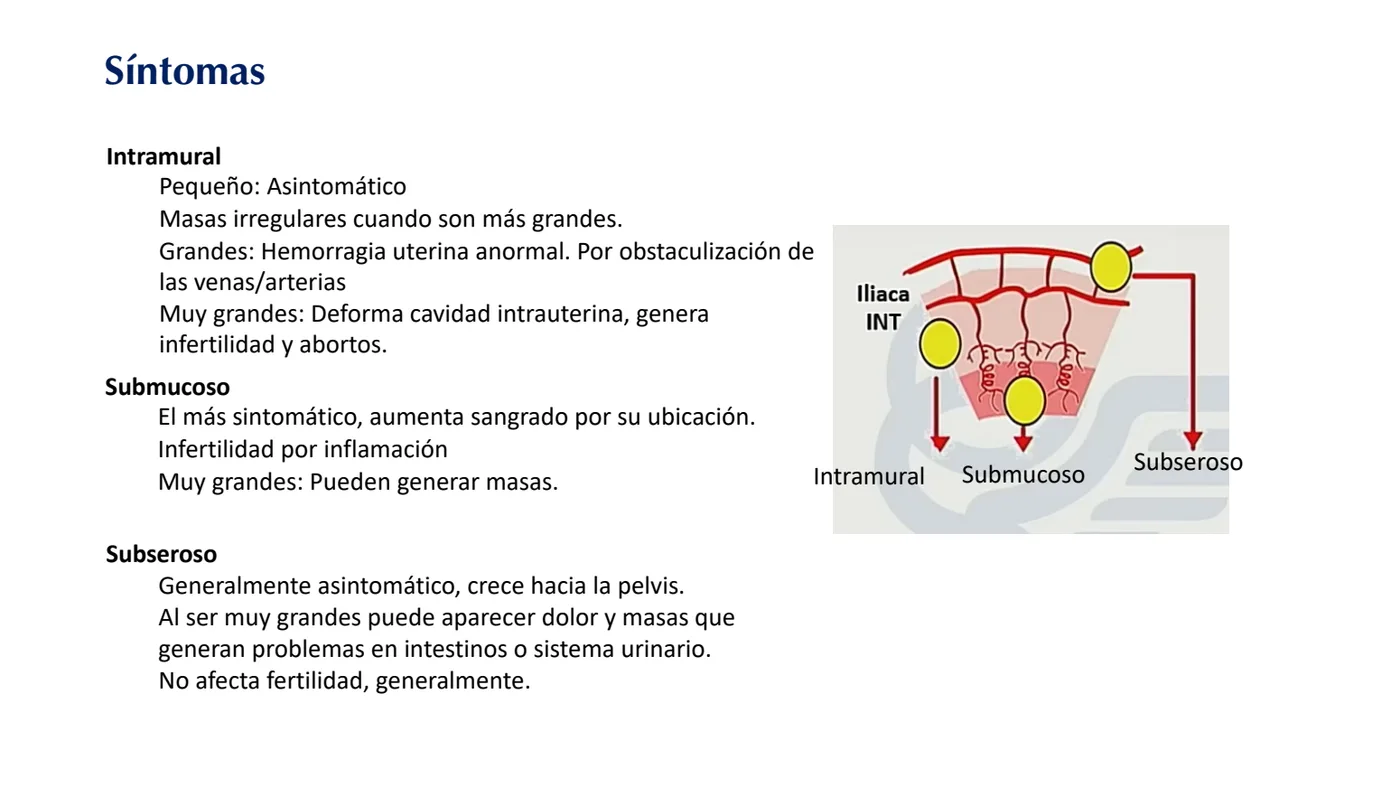 Síntomas
Intramural
Pequeño: Asintomático
Masas irregulares cuando son más grandes.
Grandes: Hemorragia uterina anormal. Por obstaculización de
las venas/arterias
Muy grandes: Deforma cavidad intrauterina, genera
infertilidad y abortos.
Submucoso
El más sintomático, aumenta sangrado por su ubicación.
Infertilidad por inflamación
Muy grandes: Pueden generar masas.
Subseroso
Generalmente asintomático, crece hacia la pelvis.
Al ser muy grandes puede aparecer dolor y masas que
generan problemas en intestinos o sistema urinario.
No afecta fertilidad, generalmente.
Iliaca
INT
Intramural
Submucoso
Subseroso